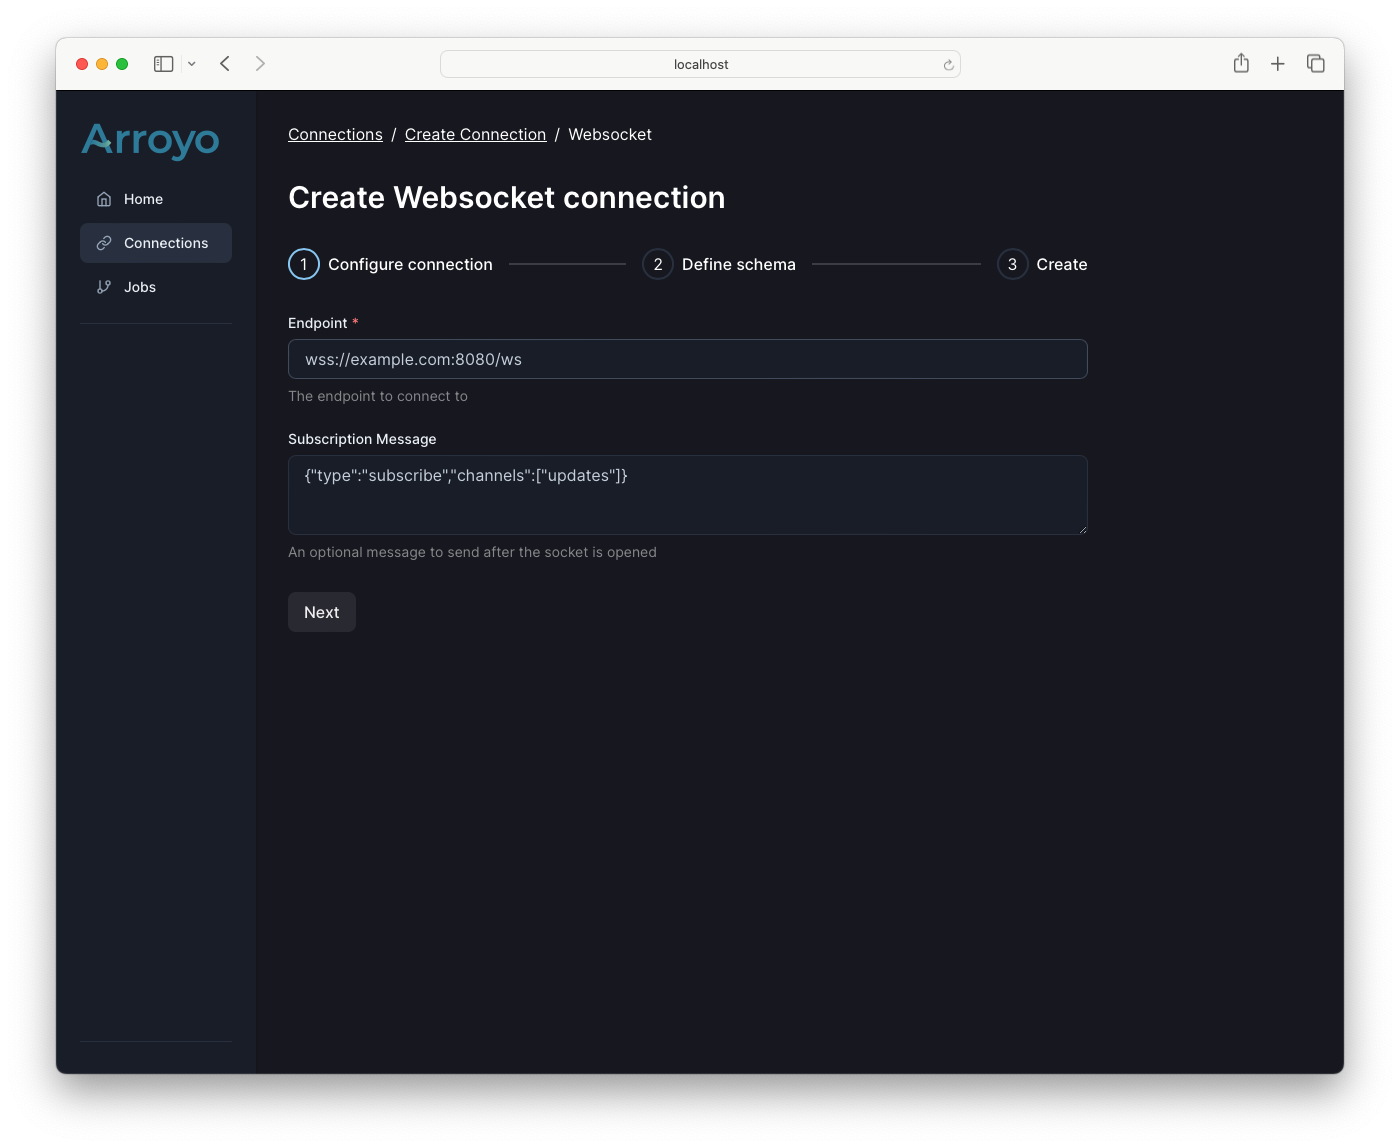 localhost
Arroyo
Home
Connections
Jobs
Connections / Create Connection / Websocket
Create Websocket connection
1 Configure connection 2 Define schema 3 Create
Endpoint *
wss://example.com:8080/ws
The endpoint to connect to
Subscription Message
{"type":"subscribe","channels":["updates"]}
An optional message to send after the socket is opened
Next